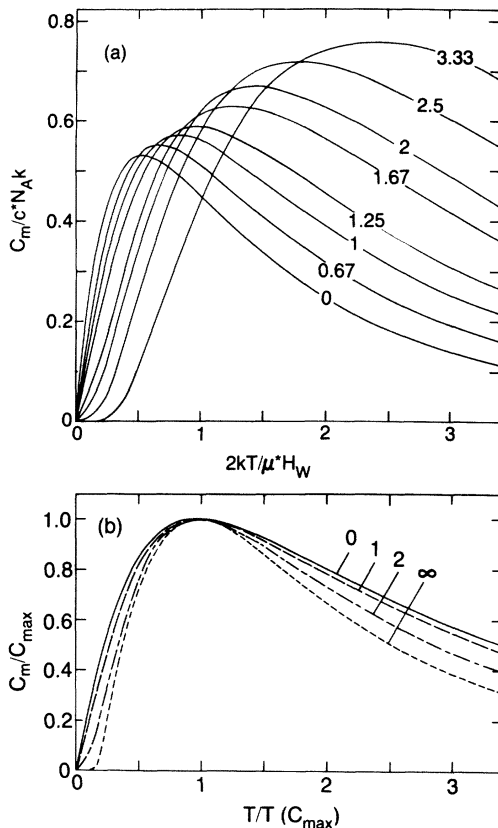 (a)
0.8
0.6
0.4
0.2
0
C_m/c*N_Ak
3.33
2.5
2
1.67
1.25
1
0.67
0
0 1 2 3
2kT/μ*H_W
(b)
1.0
0.8
0.6
0.4
0.2
0
C_m/C_max
0
1
2
∞
0 1 2 3
T/T (C_max)